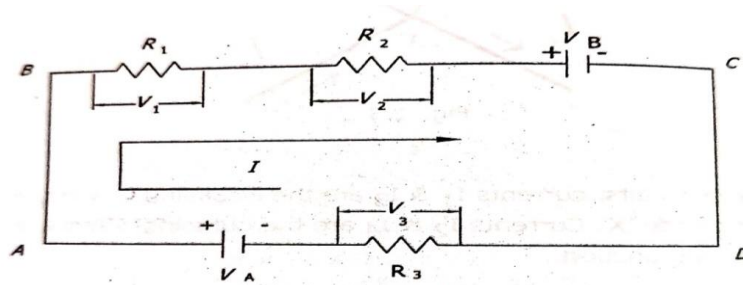 R1 R2 V B
B + - C
V1 V2
I
V3
+ -
A D
VA R3